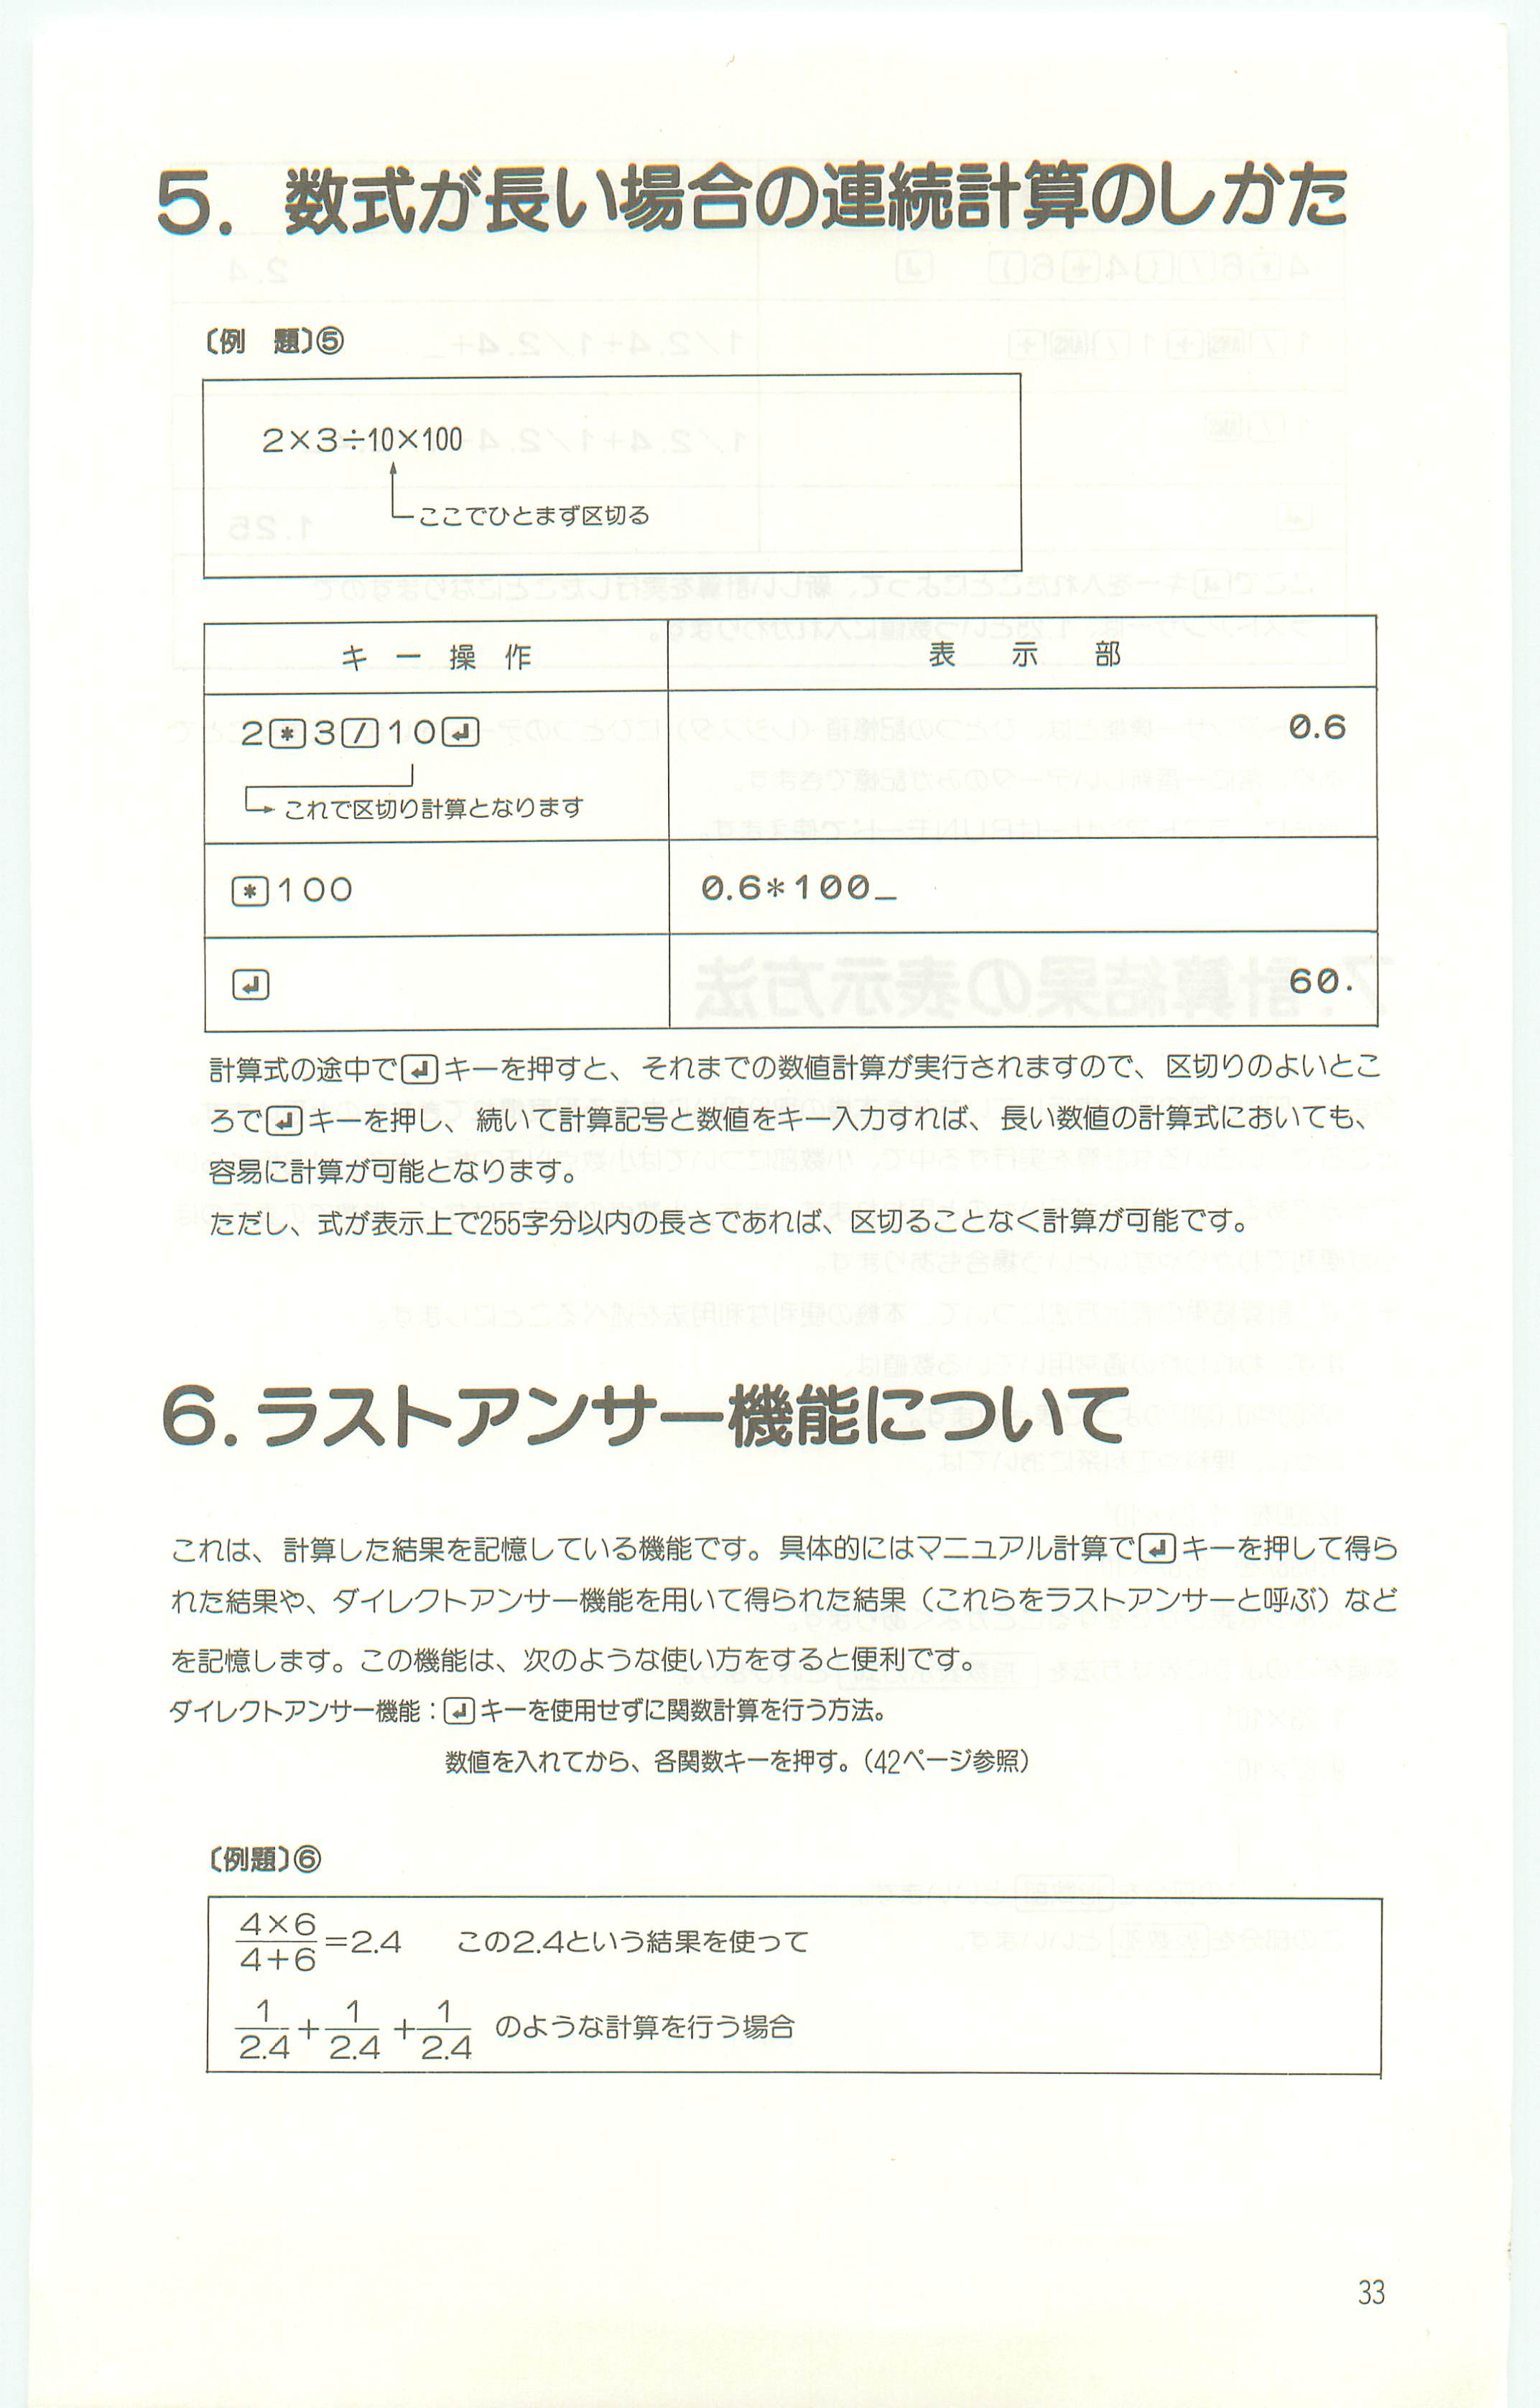 5. 数式が長い場合の連続計算のしかた
〔例　題〕⑤
2×3÷10×100
ここでひとまず区切る
キー操作　表示部
2[*]3[/]10[↵]　0.6
これで区切り計算となります
[*]100　0.6*100_
[↵]　60.
計算式の途中で[↵]キーを押すと、それまでの数値計算が実行されますので、区切りのよいとこ
ろで[↵]キーを押し、続いて計算記号と数値をキー入力すれば、長い数値の計算式においても、
容易に計算が可能となります。
ただし、式が表示上で255字分以内の長さであれば、区切ることなく計算が可能です。
6. ラストアンサー機能について
これは、計算した結果を記憶している機能です。具体的にはマニュアル計算で[↵]キーを押して得ら
れた結果や、ダイレクトアンサー機能を用いて得られた結果（これらをラストアンサーと呼ぶ）など
を記憶します。この機能は、次のような使い方をすると便利です。
ダイレクトアンサー機能：[↵]キーを使用せずに関数計算を行う方法。
数値を入れてから、各関数キーを押す。（42ページ参照）
〔例題〕⑥
4×6/4+6=2.4　この2.4という結果を使って
1/2.4+1/2.4+1/2.4　のような計算を行う場合
33